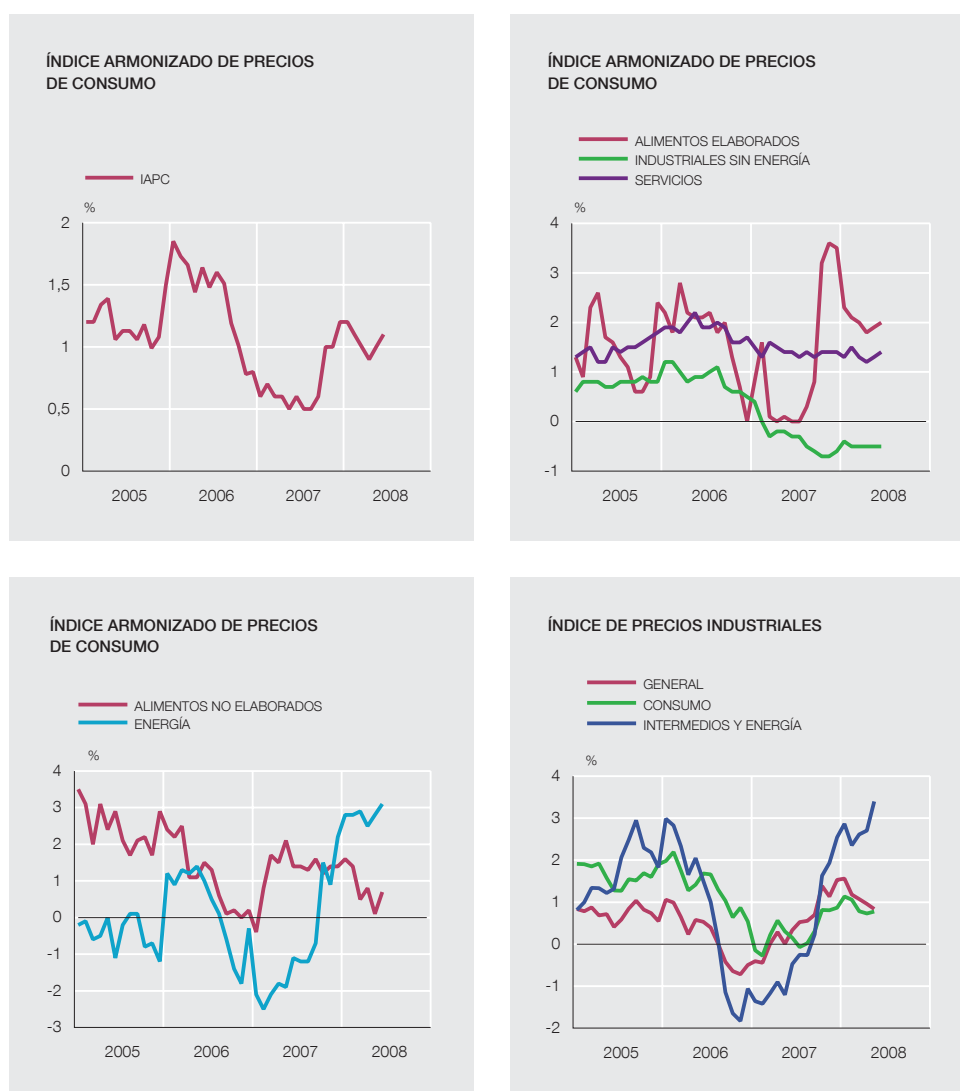 ÍNDICE ARMONIZADO DE PRECIOS
DE CONSUMO
IAPC
%
2
1,5
1
0,5
0
2005 2006 2007 2008
ÍNDICE ARMONIZADO DE PRECIOS
DE CONSUMO
ALIMENTOS ELABORADOS
INDUSTRIALES SIN ENERGÍA
SERVICIOS
%
4
3
2
1
0
-1
2005 2006 2007 2008
ÍNDICE ARMONIZADO DE PRECIOS
DE CONSUMO
ALIMENTOS NO ELABORADOS
ENERGÍA
%
4
3
2
1
0
-1
-2
-3
2005 2006 2007 2008
ÍNDICE DE PRECIOS INDUSTRIALES
GENERAL
CONSUMO
INTERMEDIOS Y ENERGÍA
%
4
3
2
1
0
-1
-2
2005 2006 2007 2008